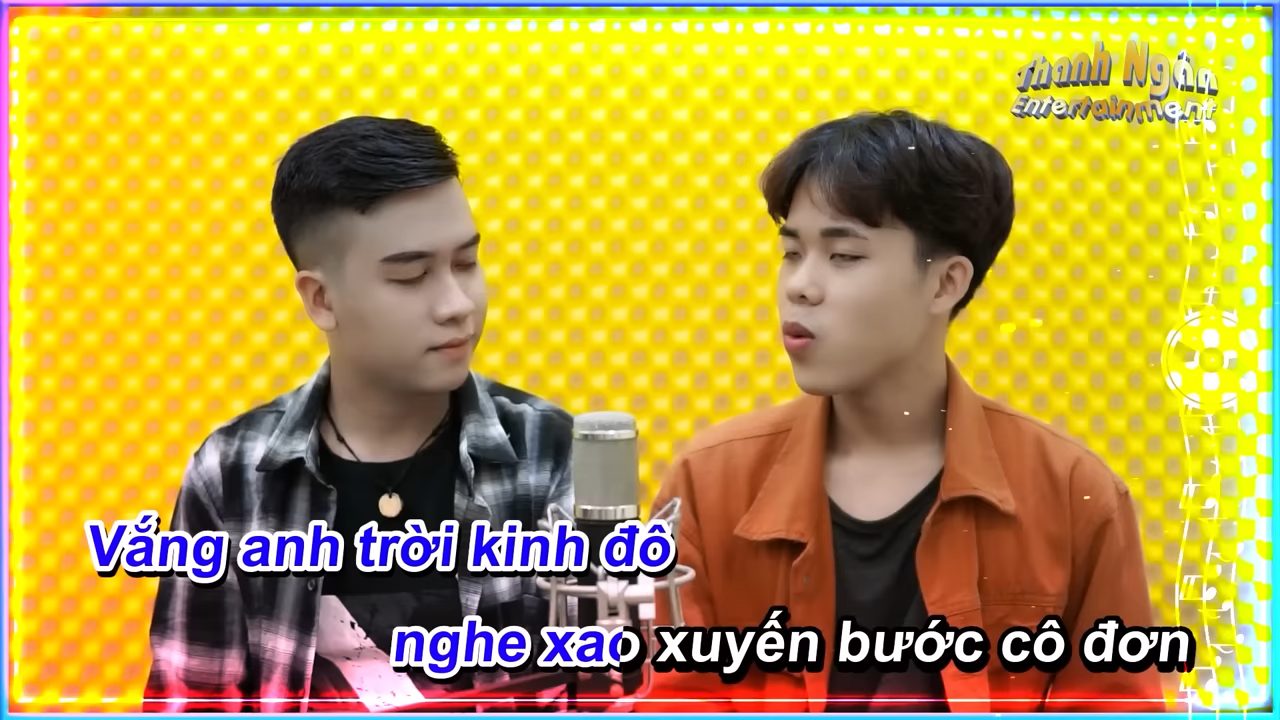 Thanh Ngân
Entertainment
Vắng anh trời kinh đô
nghe xao xuyến bước cô đơn